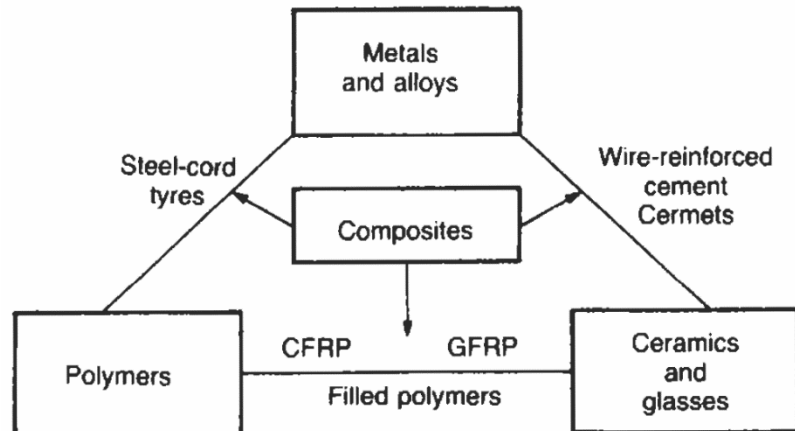 Metals
and alloys
Steel-cord
tyres
Wire-reinforced
cement
Cermets
Composites
Polymers
CFRP
GFRP
Filled polymers
Ceramics
and
glasses